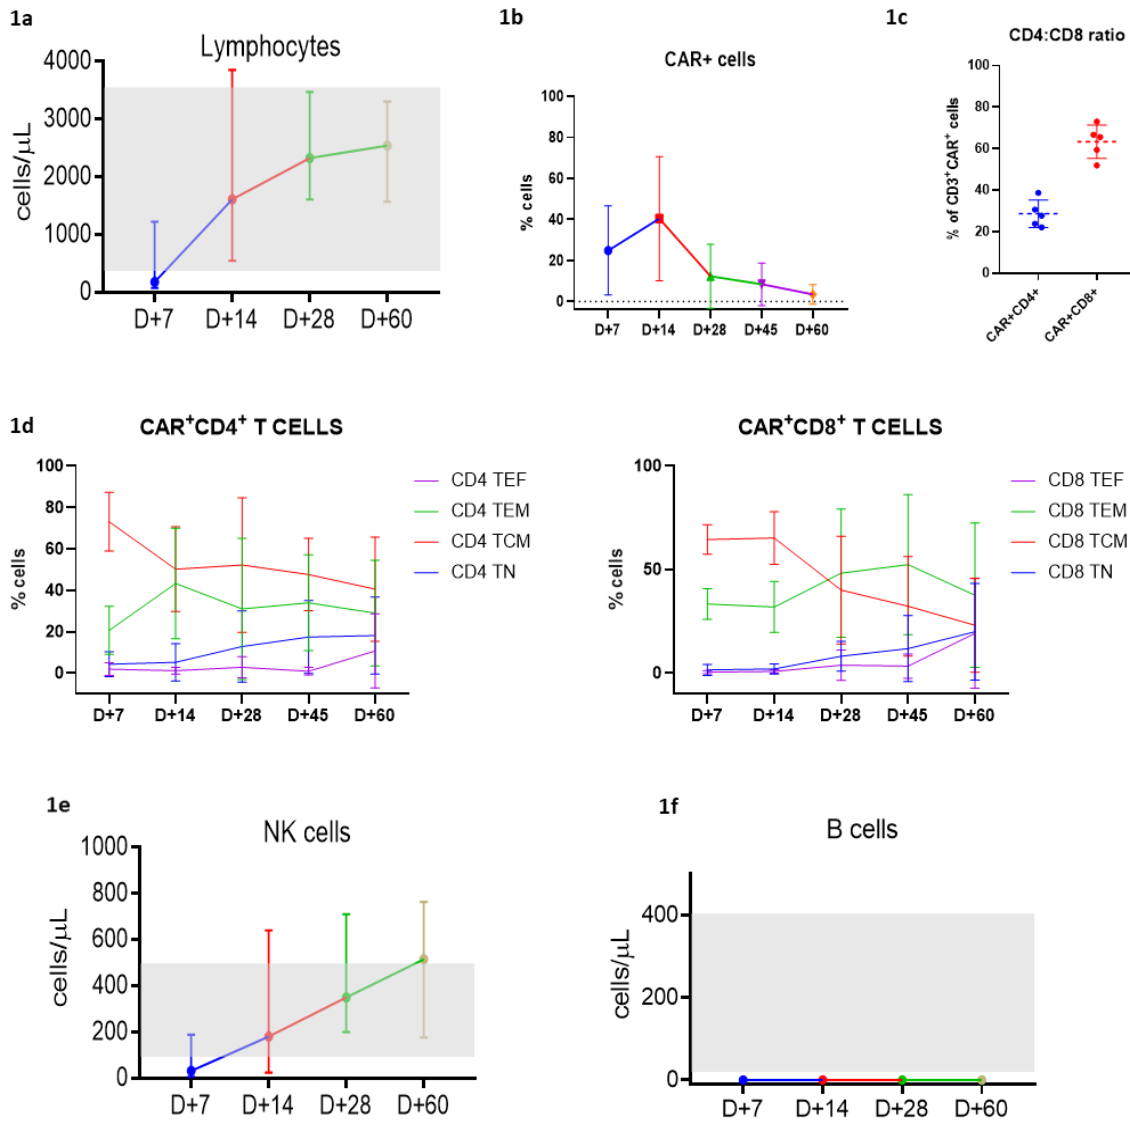 1a
Lymphocytes
cells/μL
4000
3000
2000
1000
0
D+7 D+14 D+28 D+60
1b
CAR+ cells
% cells
100
80
60
40
20
0
D+7 D+14 D+28 D+45 D+60
1c
CD4:CD8 ratio
% of CD3⁺CAR⁺ cells
100
80
60
40
20
0
CAR+CD4+
CAR+CD8+
1d
CAR⁺CD4⁺ T CELLS
% cells
100
80
60
40
20
0
D+7 D+14 D+28 D+45 D+60
CD4 TEF
CD4 TEM
CD4 TCM
CD4 TN
CAR⁺CD8⁺ T CELLS
% cells
100
50
0
D+7 D+14 D+28 D+45 D+60
CD8 TEF
CD8 TEM
CD8 TCM
CD8 TN
1e
NK cells
cells/μL
1000
800
600
400
200
0
D+7 D+14 D+28 D+60
1f
B cells
cells/μL
400
200
0
D+7 D+14 D+28 D+60